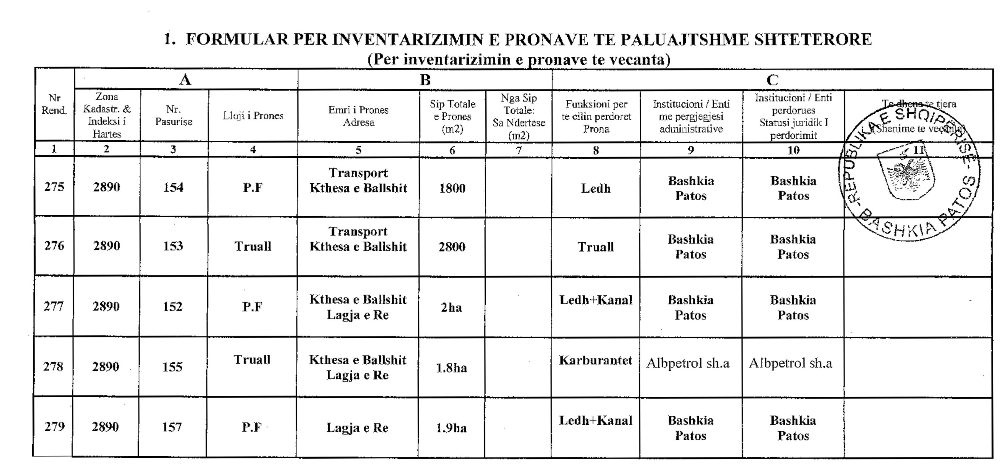 1. FORMULAR PER INVENTARIZIMIN E PRONAVE TE PALUAJTSHME SHTETERORE
(Per inventarizimin e pronave te vecanta)
A B C
Nr Rend.
Zona Kadastr. & Indeksi i Hartes
Nr. Pasurise
Lloji i Prones
Emri i Prones Adresa
Sip Totale e Prones (m2)
Nga Sip Totale: Sa Ndertese (m2)
Funksioni per te cilin perdoret Prona
Institucioni / Enti me pergjegjesi administrative
Institucioni / Enti perdorues Statusi juridik I perdorimit
Te dhena te tjera (Shenime te vecanta)
1 2 3 4 5 6 7 8 9 10 11
275 2890 154 P.F Transport Kthesa e Ballshit 1800 Ledh Bashkia Patos Bashkia Patos
276 2890 153 Truall Transport Kthesa e Ballshit 2800 Truall Bashkia Patos Bashkia Patos
277 2890 152 P.F Kthesa e Ballshit Lagja e Re 2ha Ledh+Kanal Bashkia Patos Bashkia Patos
278 2890 155 Truall Kthesa e Ballshit Lagja e Re 1.8ha Karburantet Albpetrol sh.a Albpetrol sh.a
279 2890 157 P.F Lagja e Re 1.9ha Ledh+Kanal Bashkia Patos Bashkia Patos
-REPUBLIKA E SHQIPËRISË-
BASHKIA PATOS